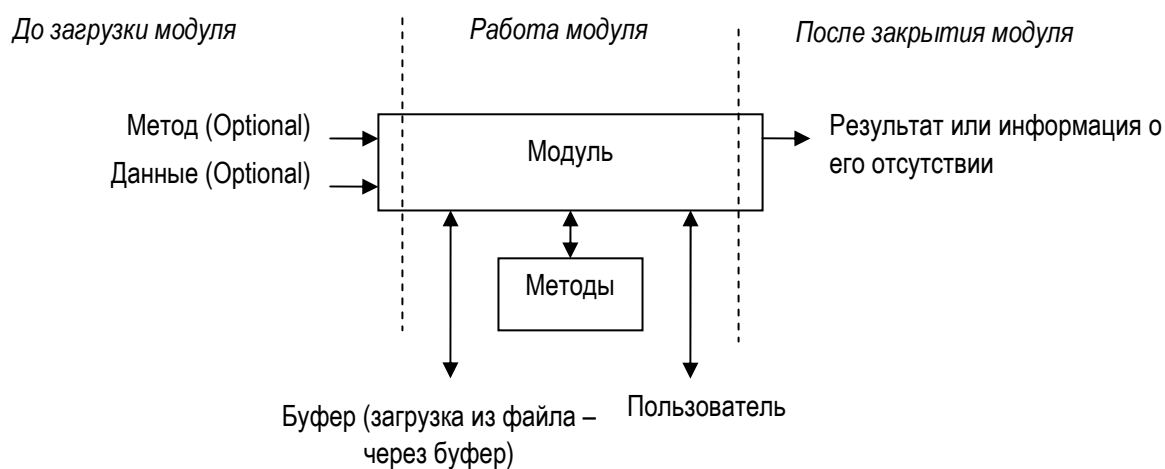 До загрузки модуля
Работа модуля
После закрытия модуля
Метод (Optional)
Данные (Optional)
Модуль
Результат или информация о
его отсутствии
Методы
Буфер (загрузка из файла –
через буфер)
Пользователь